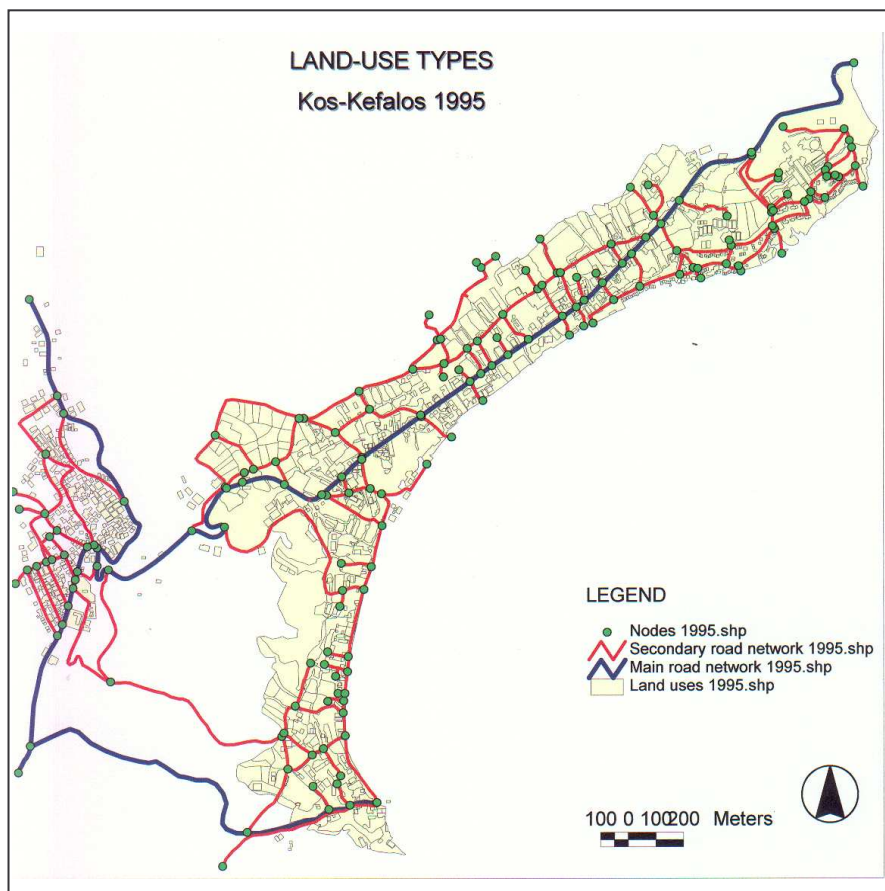 LAND-USE TYPES
Kos-Kefalos 1995
LEGEND
Nodes 1995.shp
Secondary road network 1995.shp
Main road network 1995.shp
Land uses 1995.shp
100 0 100200 Meters